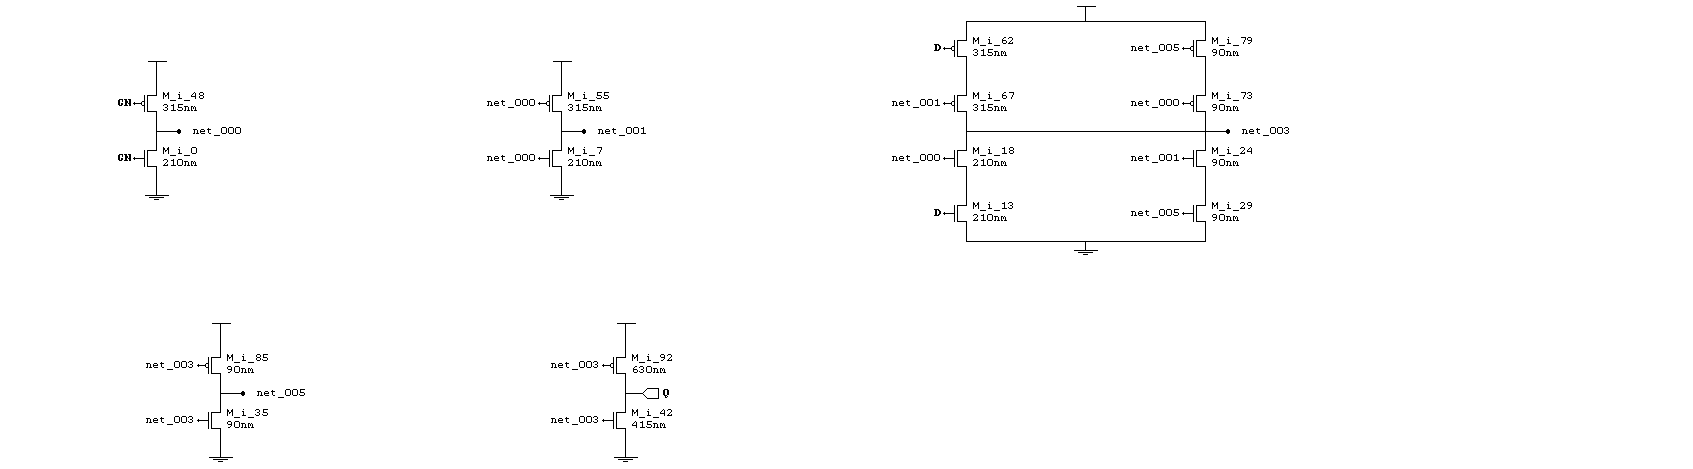 GN
M_i_48
315nm
net_000
GN
M_i_0
210nm
net_000
M_i_55
315nm
net_001
net_000
M_i_7
210nm
D
M_i_62
315nm
net_005
M_i_79
90nm
net_001
M_i_67
315nm
net_000
M_i_73
90nm
net_003
net_000
M_i_18
210nm
net_001
M_i_24
90nm
D
M_i_13
210nm
net_005
M_i_29
90nm
net_003
M_i_85
90nm
net_005
net_003
M_i_35
90nm
net_003
M_i_92
630nm
Q
net_003
M_i_42
415nm